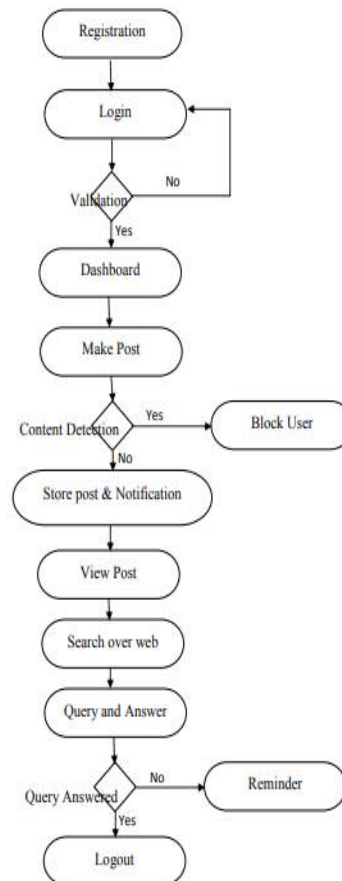 Registration
Login
No
Validation
Yes
Dashboard
Make Post
Yes
Block User
Content Detection
No
Store post & Notification
View Post
Search over web
Query and Answer
No
Reminder
Query Answered
Yes
Logout